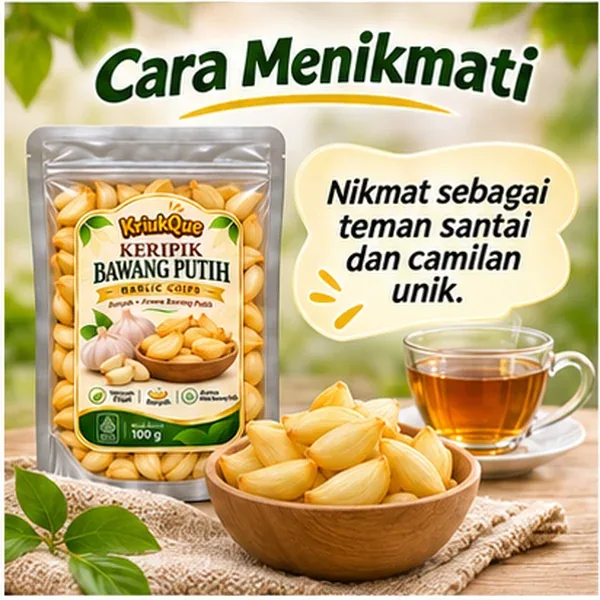 Cara Menikmati
KriukQue
KERIPIK
BAWANG PUTIH
Nikmat sebagai
teman santai
dan camilan
unik.
100 g